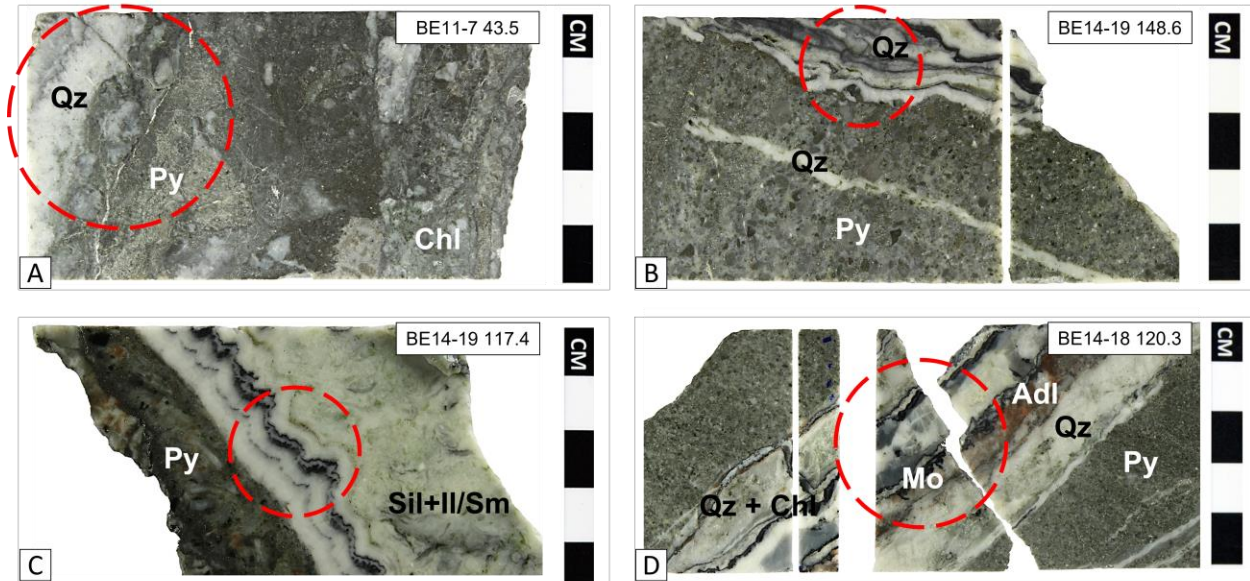 BE11-7 43.5
CM
Qz
Py
Chl
A
BE14-19 148.6
CM
Qz
Qz
Py
B
BE14-19 117.4
CM
Py
Sil+Il/Sm
C
BE14-18 120.3
CM
Adl
Qz
Mo
Py
Qz + Chl
D